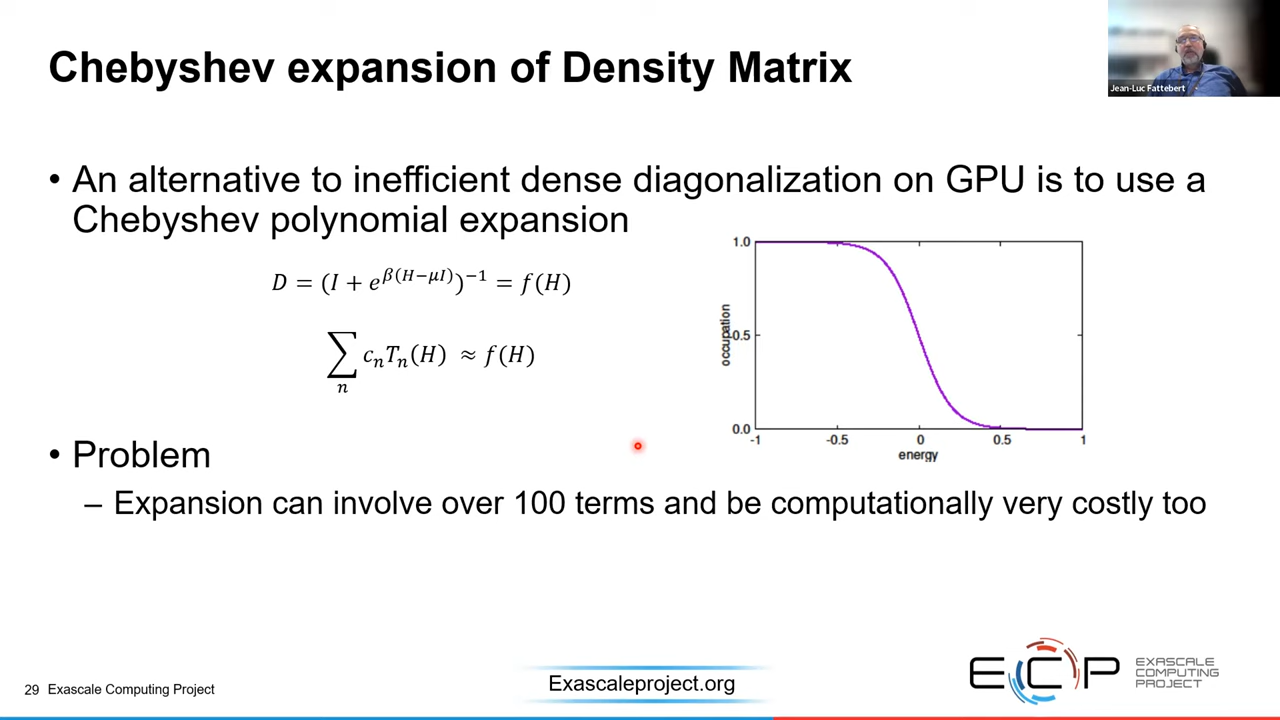 Chebyshev expansion of Density Matrix
Jean-Luc Fattebert
• An alternative to inefficient dense diagonalization on GPU is to use a
Chebyshev polynomial expansion
D = (I + e^{β(H−μI)})^{−1} = f(H)
∑_n c_n T_n(H) ≈ f(H)
1.0
0.5
0.0
occupation
-1 -0.5 0 0.5 1
energy
• Problem
– Expansion can involve over 100 terms and be computationally very costly too
29 Exascale Computing Project
Exascaleproject.org
ECP
EXASCALE
COMPUTING
PROJECT